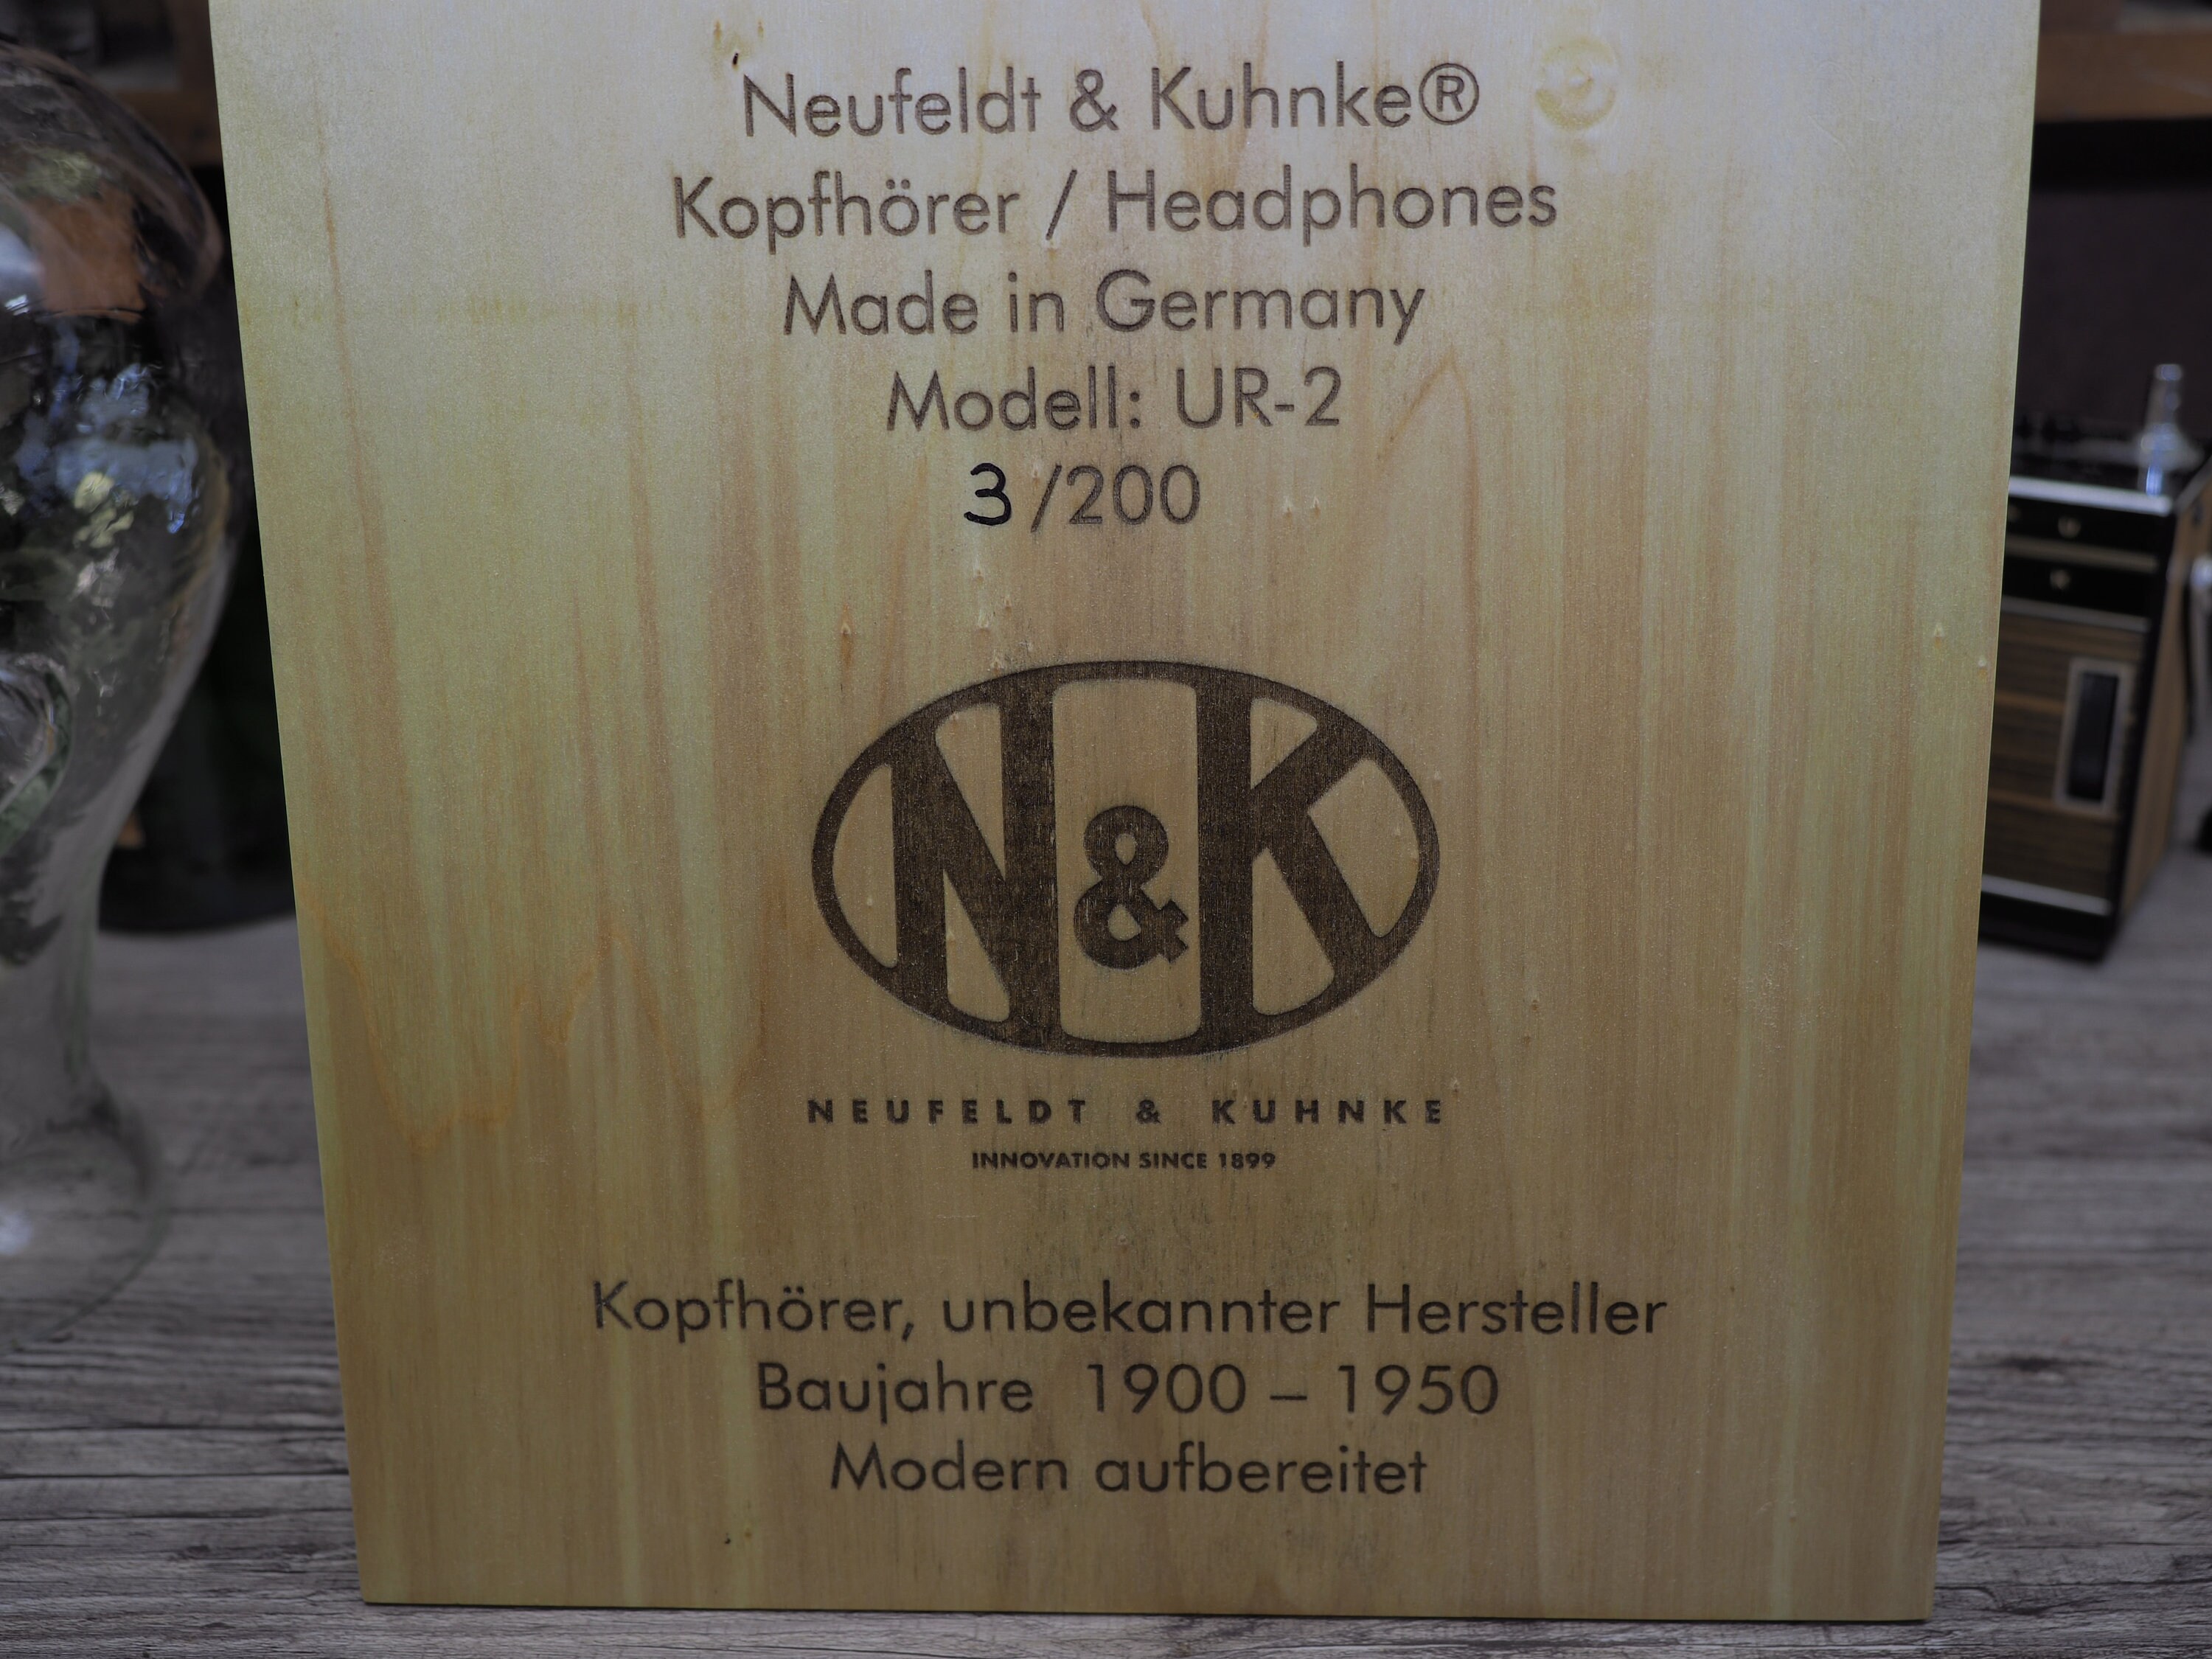 Neufeldt & Kuhnke®
Kopfhörer / Headphones
Made in Germany
Modell: UR-2
3/200
N&K
NEUFELDT & KUHNKE
INNOVATION SINCE 1899
Kopfhörer, unbekannter Hersteller
Baujahre 1900 – 1950
Modern aufbereitet